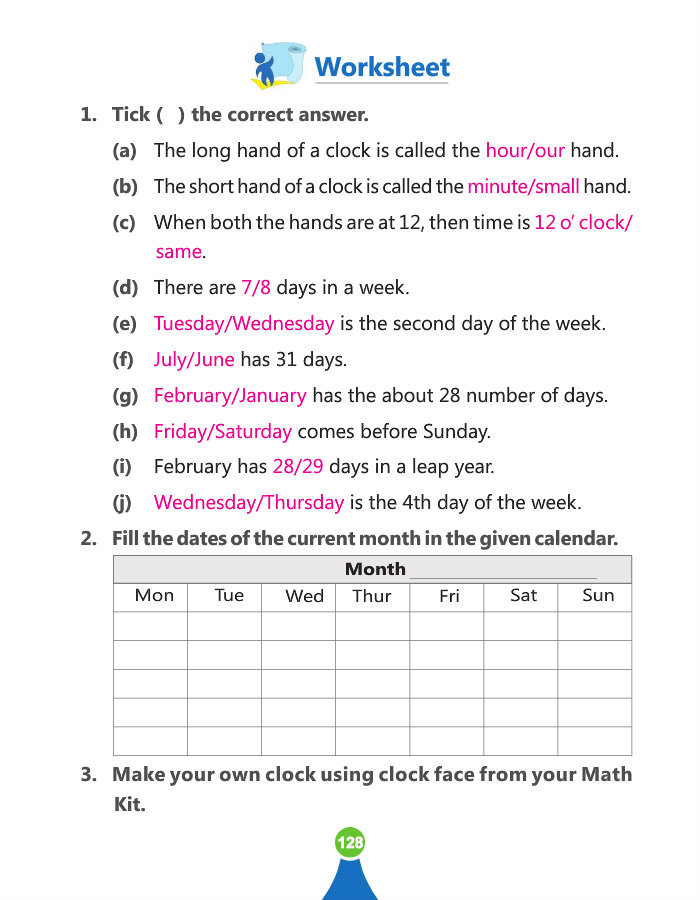 Worksheet
1. Tick ( ) the correct answer.
(a) The long hand of a clock is called the hour/our hand.
(b) The short hand of a clock is called the minute/small hand.
(c) When both the hands are at 12, then time is 12 o’ clock/
same.
(d) There are 7/8 days in a week.
(e) Tuesday/Wednesday is the second day of the week.
(f) July/June has 31 days.
(g) February/January has the about 28 number of days.
(h) Friday/Saturday comes before Sunday.
(i) February has 28/29 days in a leap year.
(j) Wednesday/Thursday is the 4th day of the week.
2. Fill the dates of the current month in the given calendar.
Month ____________________
Mon Tue Wed Thur Fri Sat Sun
3. Make your own clock using clock face from your Math
Kit.
128